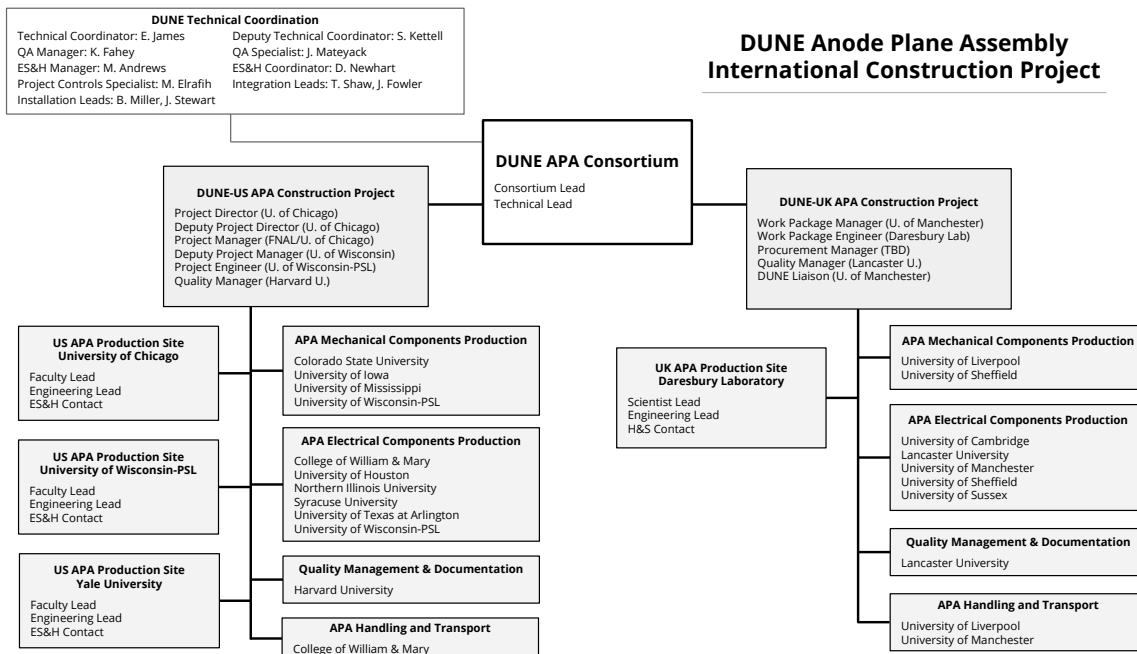 DUNE Technical Coordination
Technical Coordinator: E. James
Deputy Technical Coordinator: S. Kettell
QA Manager: K. Fahey
QA Specialist: J. Mateyack
ES&H Manager: M. Andrews
ES&H Coordinator: D. Newhart
Project Controls Specialist: M. Elrafih
Integration Leads: T. Shaw, J. Fowler
Installation Leads: B. Miller, J. Stewart
DUNE Anode Plane Assembly
International Construction Project
DUNE APA Consortium
Consortium Lead
Technical Lead
DUNE-US APA Construction Project
Project Director (U. of Chicago)
Deputy Project Director (U. of Chicago)
Project Manager (FNAL/U. of Chicago)
Deputy Project Manager (U. of Wisconsin)
Project Engineer (U. of Wisconsin-PSL)
Quality Manager (Harvard U.)
DUNE-UK APA Construction Project
Work Package Manager (U. of Manchester)
Work Package Engineer (Daresbury Lab)
Procurement Manager (TBD)
Quality Manager (Lancaster U.)
DUNE Liaison (U. of Manchester)
US APA Production Site
University of Chicago
Faculty Lead
Engineering Lead
ES&H Contact
APA Mechanical Components Production
Colorado State University
University of Iowa
University of Mississippi
University of Wisconsin-PSL
US APA Production Site
University of Wisconsin-PSL
Faculty Lead
Engineering Lead
ES&H Contact
APA Electrical Components Production
College of William & Mary
University of Houston
Northern Illinois University
Syracuse University
University of Texas at Arlington
University of Wisconsin-PSL
US APA Production Site
Yale University
Faculty Lead
Engineering Lead
ES&H Contact
Quality Management & Documentation
Harvard University
APA Handling and Transport
College of William & Mary
UK APA Production Site
Daresbury Laboratory
Scientist Lead
Engineering Lead
H&S Contact
APA Mechanical Components Production
University of Liverpool
University of Sheffield
APA Electrical Components Production
University of Cambridge
Lancaster University
University of Manchester
University of Sheffield
University of Sussex
Quality Management & Documentation
Lancaster University
APA Handling and Transport
University of Liverpool
University of Manchester